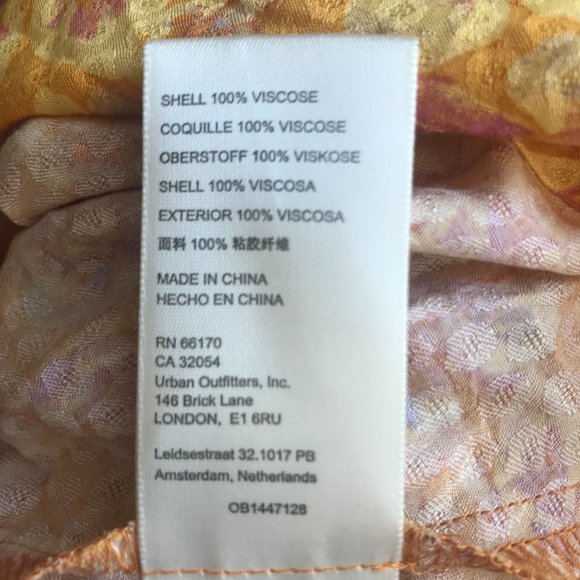 SHELL 100% VISCOSE
COQUILLE 100% VISCOSE
OBERSTOFF 100% VISKOSE
SHELL 100% VISCOSA
EXTERIOR 100% VISCOSA
面料 100% 粘胶纤维
MADE IN CHINA
HECHO EN CHINA
RN 66170
CA 32054
Urban Outfitters, Inc.
146 Brick Lane
LONDON, E1 6RU
Leidsestraat 32.1017 PB
Amsterdam, Netherlands
OB1447128